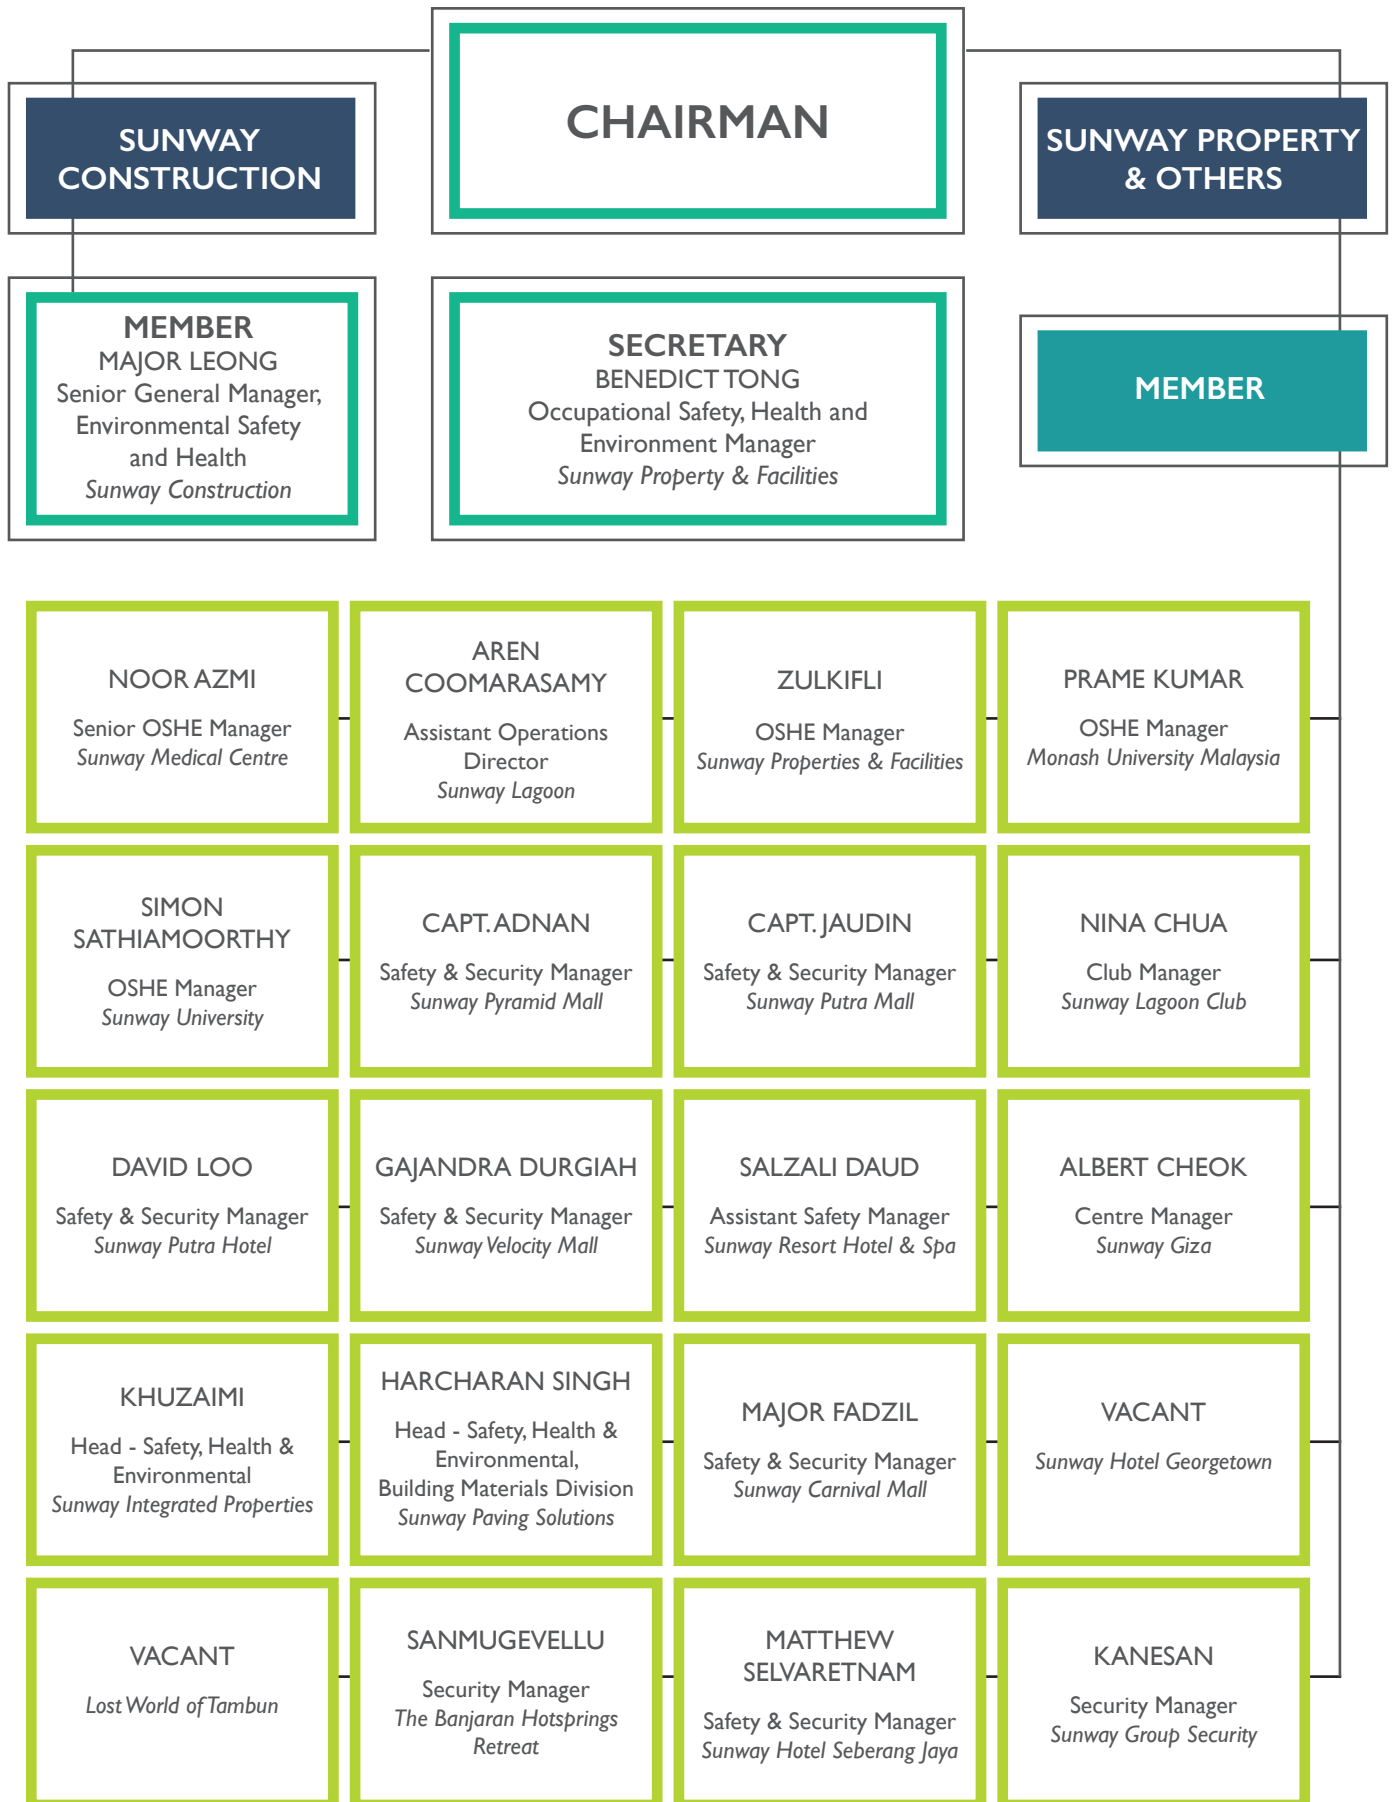 CHAIRMAN
SUNWAY
CONSTRUCTION
SUNWAY PROPERTY
& OTHERS
MEMBER
MAJOR LEONG
Senior General Manager,
Environmental Safety
and Health
Sunway Construction
SECRETARY
BENEDICT TONG
Occupational Safety, Health and
Environment Manager
Sunway Property & Facilities
MEMBER
NOOR AZMI
Senior OSHE Manager
Sunway Medical Centre
AREN
COOMARASAMY
Assistant Operations
Director
Sunway Lagoon
ZULKIFLI
OSHE Manager
Sunway Properties & Facilities
PRAME KUMAR
OSHE Manager
Monash University Malaysia
SIMON
SATHIAMOORTHY
OSHE Manager
Sunway University
CAPT. ADNAN
Safety & Security Manager
Sunway Pyramid Mall
CAPT. JAUDIN
Safety & Security Manager
Sunway Putra Mall
NINA CHUA
Club Manager
Sunway Lagoon Club
DAVID LOO
Safety & Security Manager
Sunway Putra Hotel
GAJANDRA DURGIAH
Safety & Security Manager
Sunway Velocity Mall
SALZALI DAUD
Assistant Safety Manager
Sunway Resort Hotel & Spa
ALBERT CHEOK
Centre Manager
Sunway Giza
KHUZAIMI
Head - Safety, Health &
Environmental
Sunway Integrated Properties
HARCHARAN SINGH
Head - Safety, Health &
Environmental,
Building Materials Division
Sunway Paving Solutions
MAJOR FADZIL
Safety & Security Manager
Sunway Carnival Mall
VACANT
Sunway Hotel Georgetown
VACANT
Lost World of Tambun
SANMUGEVELLU
Security Manager
The Banjaran Hotsprings
Retreat
MATTHEW
SELVARETNAM
Safety & Security Manager
Sunway Hotel Seberang Jaya
KANESAN
Security Manager
Sunway Group Security